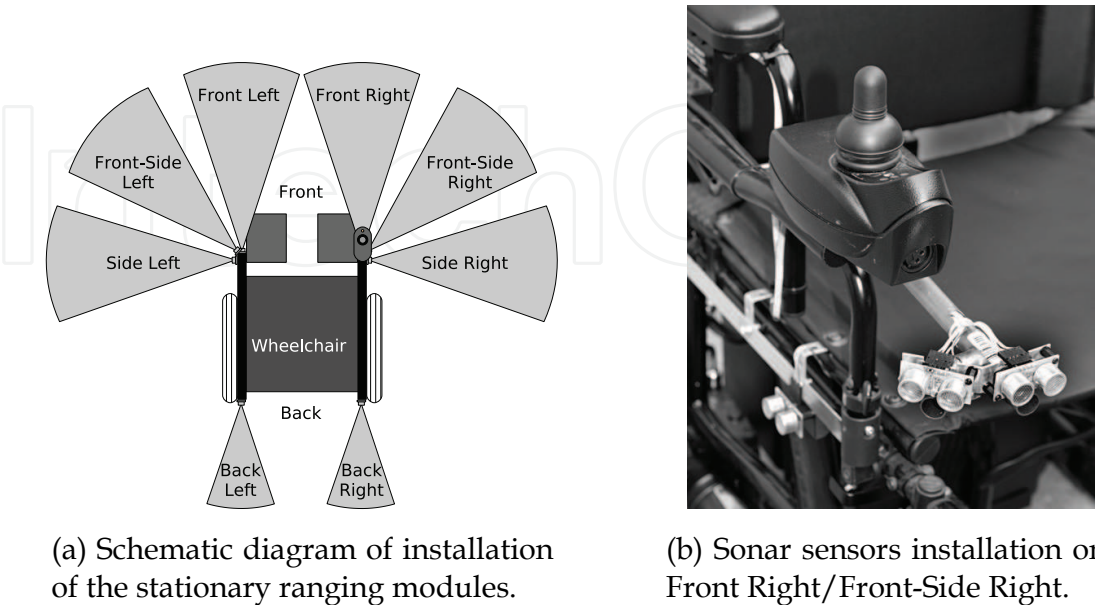 Front Left
Front Right
Front-Side
Left
Front-Side
Right
Front
Side Left
Side Right
Wheelchair
Back
Back
Left
Back
Right
(a) Schematic diagram of installation
of the stationary ranging modules.
(b) Sonar sensors installation on
Front Right/Front-Side Right.